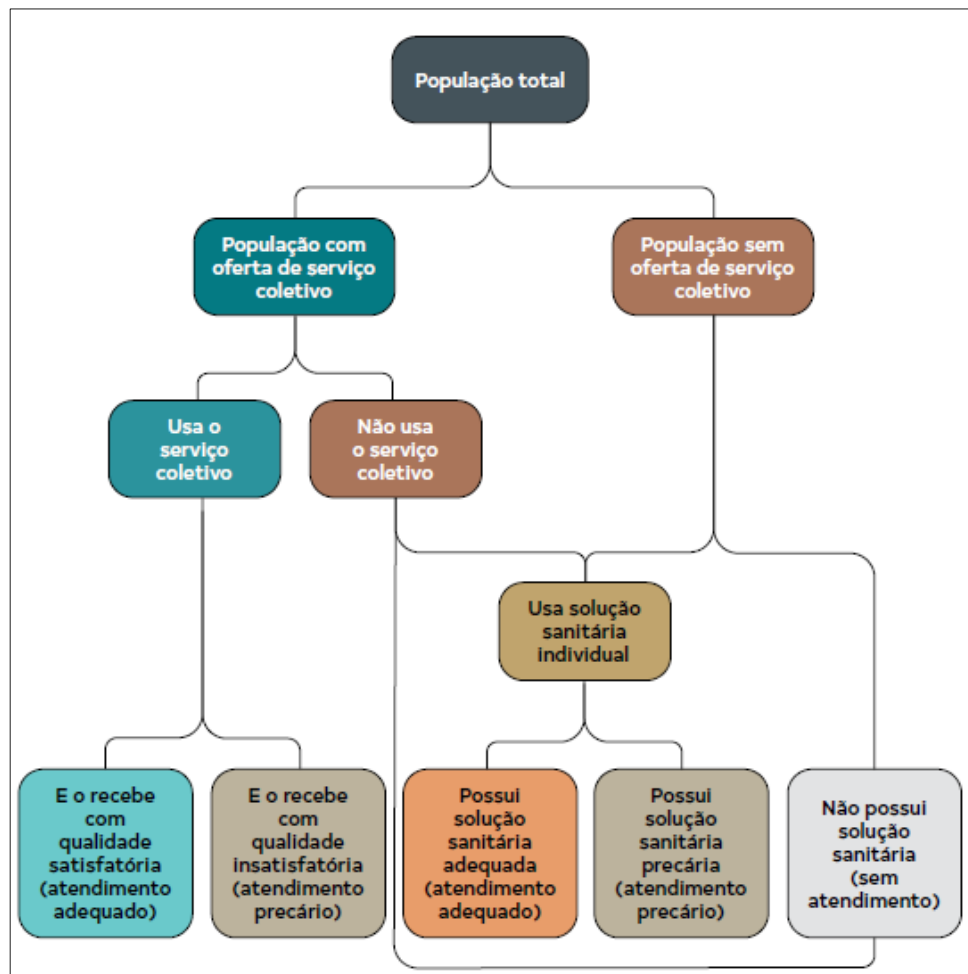 População total
População com
oferta de serviço
coletivo
População sem
oferta de serviço
coletivo
Usa o
serviço
coletivo
Não usa
o serviço
coletivo
Usa solução
sanitária
individual
E o recebe
com
qualidade
satisfatória
(atendimento
adequado)
E o recebe
com
qualidade
insatisfatória
(atendimento
precário)
Possui
solução
sanitária
adequada
(atendimento
adequado)
Possui
solução
sanitária
precária
(atendimento
precário)
Não possui
solução
sanitária
(sem
atendimento)